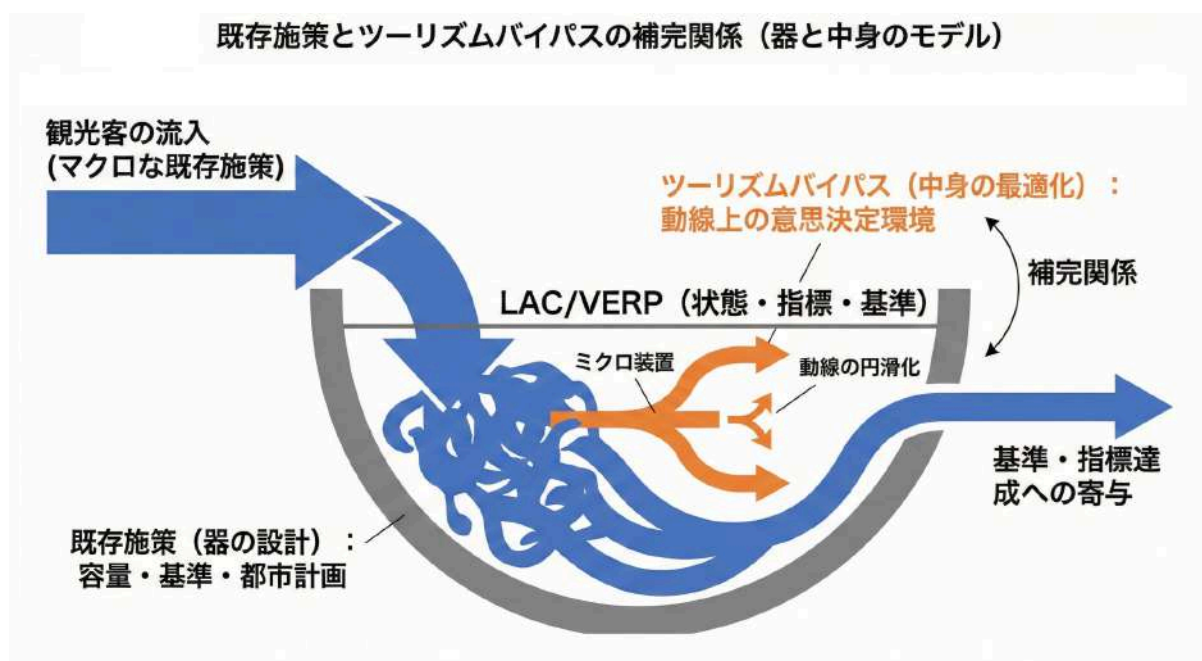 既存施策とツーリズムバイパスの補完関係（器と中身のモデル）
観光客の流入
(マクロな既存施策)
ツーリズムバイパス（中身の最適化）：
動線上の意思決定環境
補完関係
LAC/VERP（状態・指標・基準）
ミクロ装置
動線の円滑化
基準・指標達
成への寄与
既存施策（器の設計）：
容量・基準・都市計画